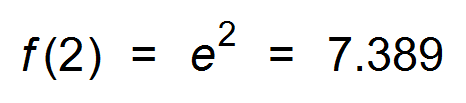 f(2) = e² = 7.389